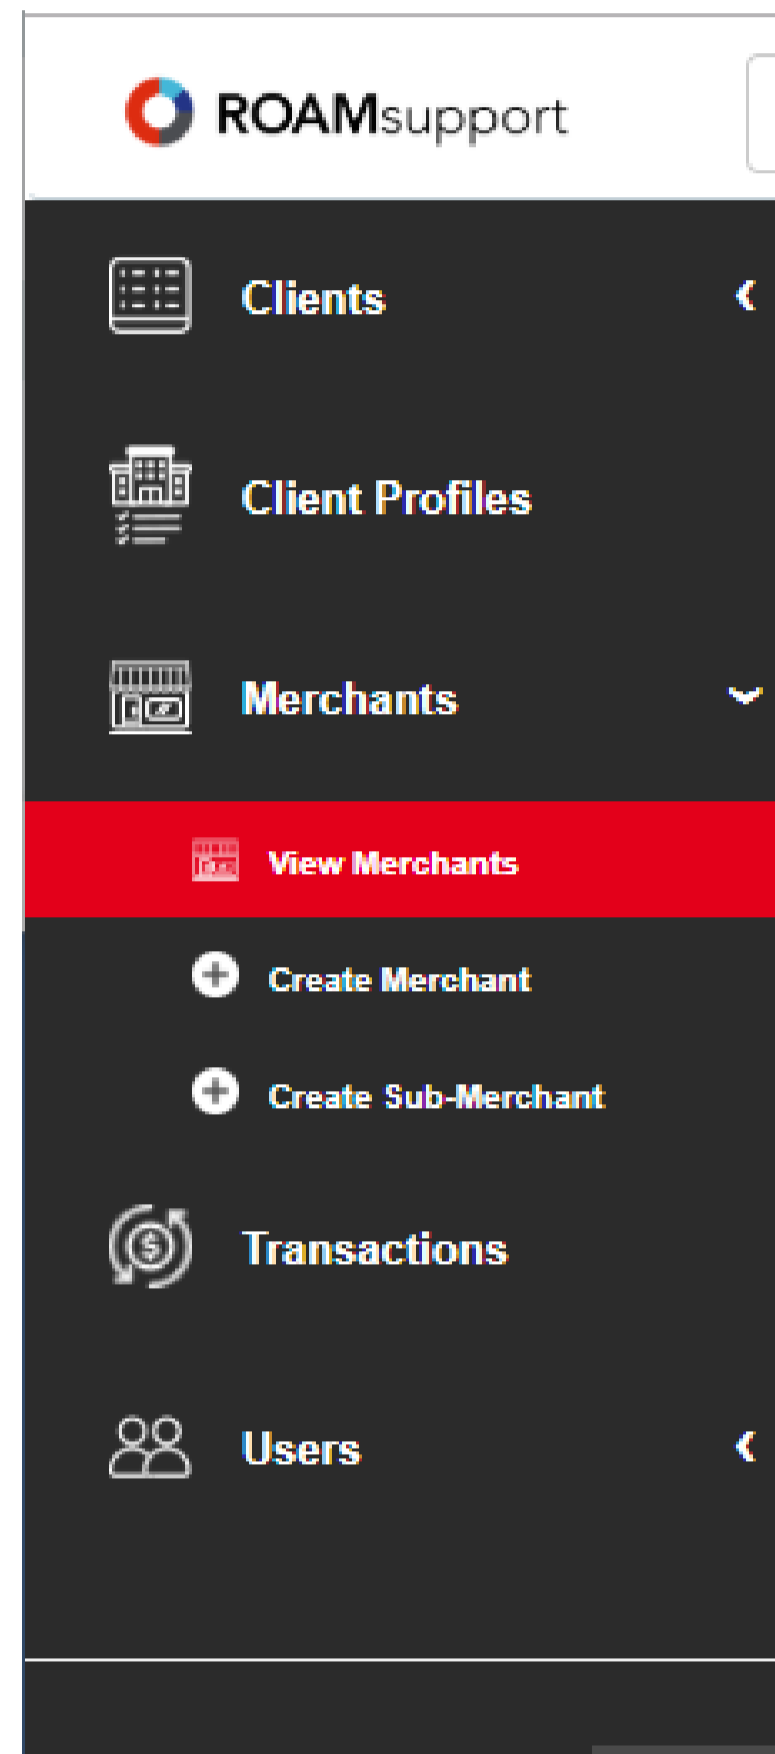 ROAMsupport
Clients
Client Profiles
Merchants
View Merchants
Create Merchant
Create Sub-Merchant
Transactions
Users